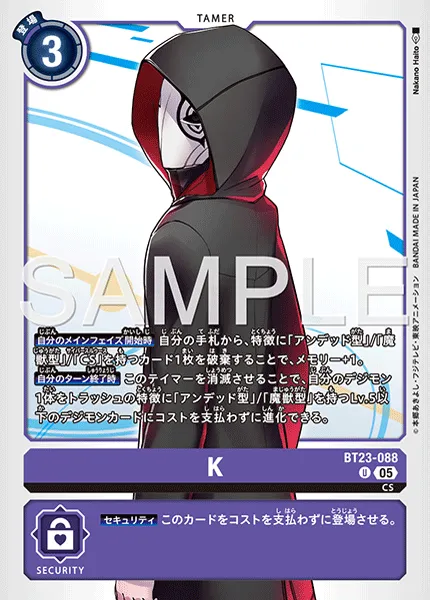 TAMER
登場
3
Nakano Haito
©本郷あきよし・フジテレビ・東映アニメーション BANDAI MADE IN JAPAN
SAMPLE
自分のメインフェイズ開始時 自分の手札から、特徴に「アンデッド型」/「魔
獣型」/「CS」を持つカード1枚を破棄することで、メモリー+1。
自分のターン終了時 このテイマーを消滅させることで、自分のデジモン
1体をトラッシュの特徴に「アンデッド型」/「魔獣型」を持つLv.5以
下のデジモンカードにコストを支払わずに進化できる。
BT23-088
K
U 05
CS
セキュリティ このカードをコストを支払わずに登場させる。
SECURITY